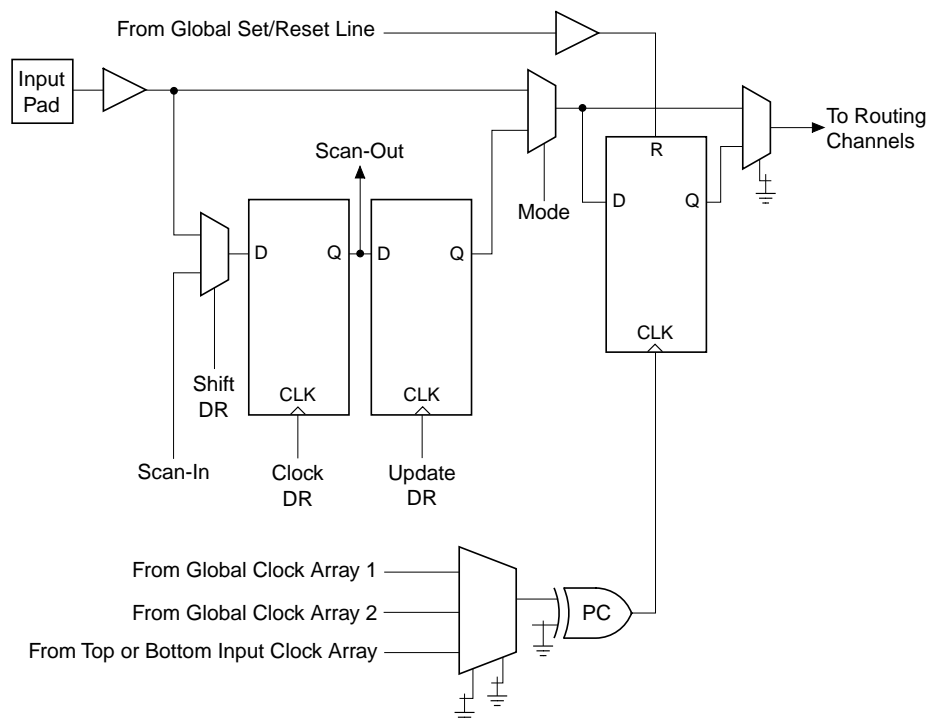 From Global Set/Reset Line
Input
Pad
To Routing
Channels
Scan-Out
R
Mode
D
Q
D
Q
D
Q
CLK
Shift
DR
CLK
CLK
Scan-In
Clock
DR
Update
DR
From Global Clock Array 1
From Global Clock Array 2
PC
From Top or Bottom Input Clock Array